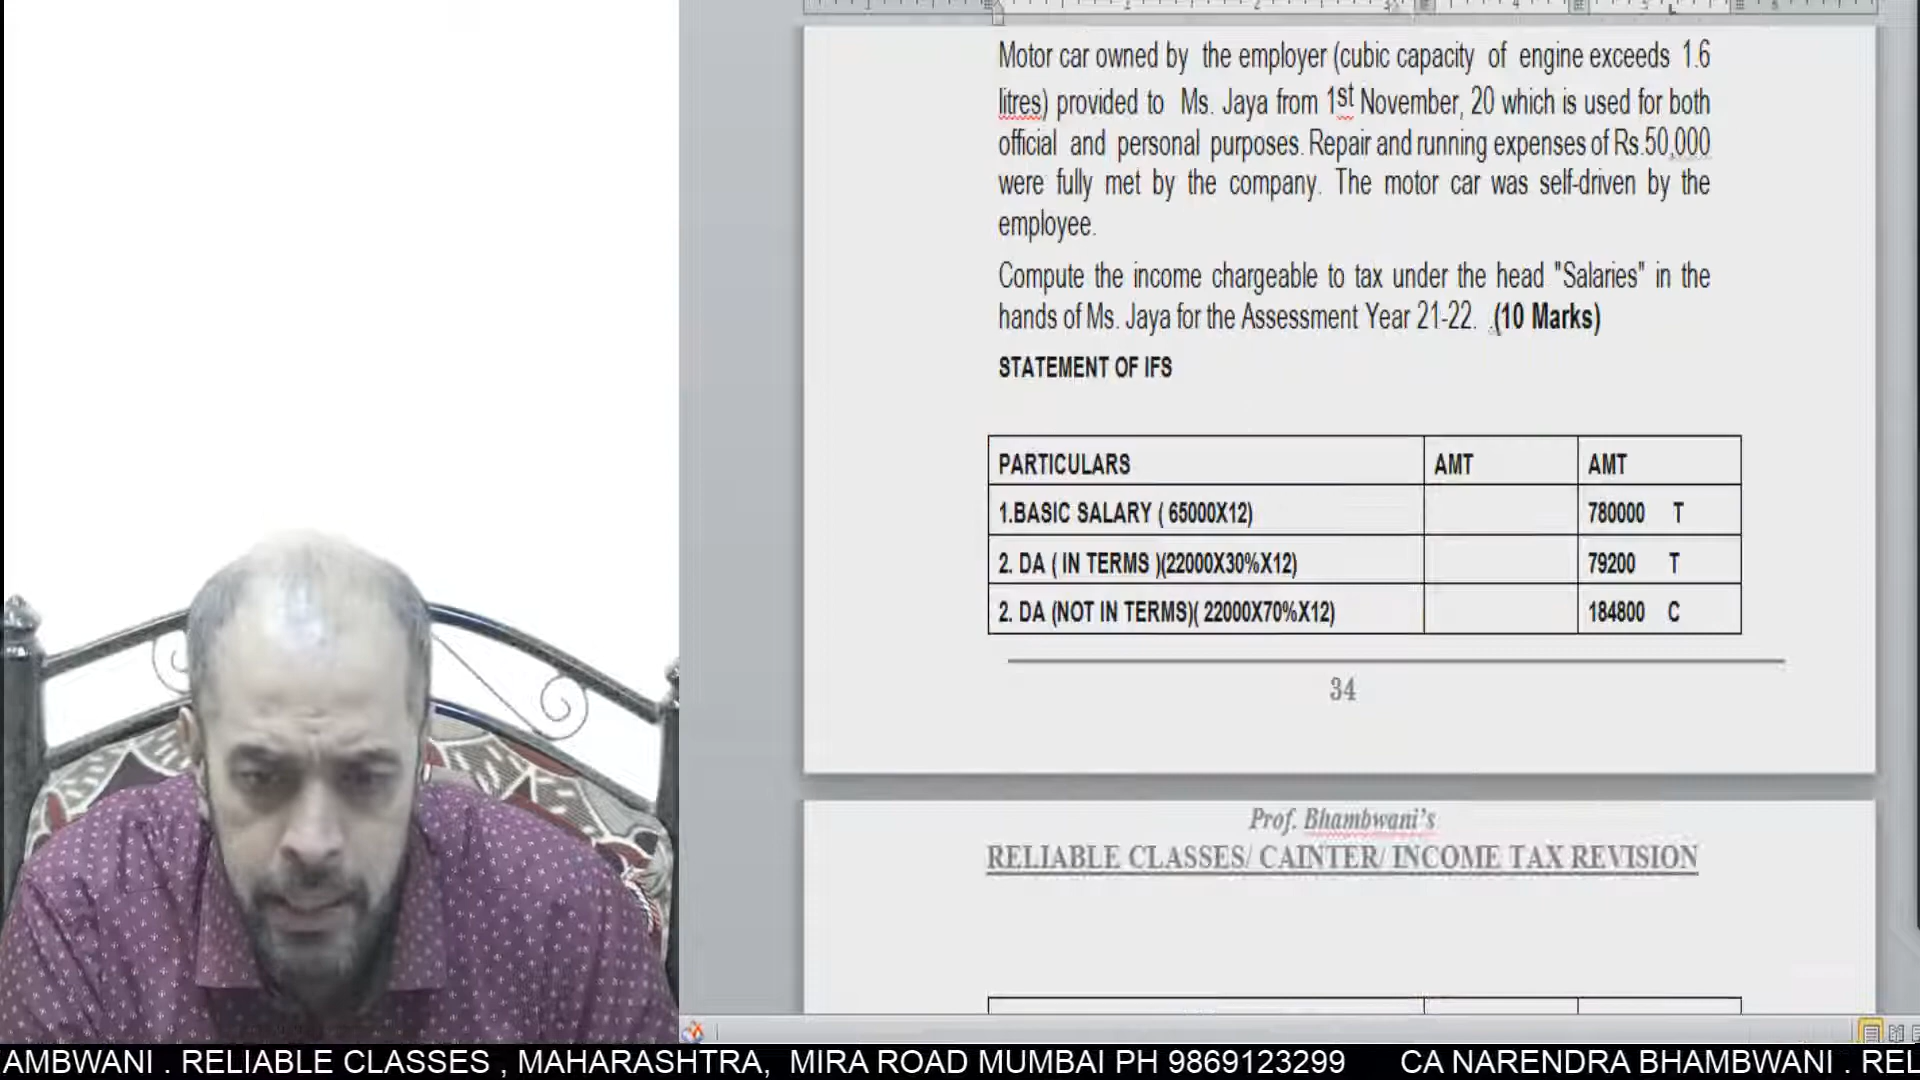 Motor car owned by the employer (cubic capacity of engine exceeds 1.6
litres) provided to Ms. Jaya from 1st November, 20 which is used for both
official and personal purposes. Repair and running expenses of Rs.50,000
were fully met by the company. The motor car was self-driven by the
employee.
Compute the income chargeable to tax under the head "Salaries" in the
hands of Ms. Jaya for the Assessment Year 21-22. (10 Marks)
STATEMENT OF IFS
PARTICULARS AMT AMT
1.BASIC SALARY ( 65000X12) 780000 T
2. DA ( IN TERMS )(22000X30%X12) 79200 T
2. DA (NOT IN TERMS)( 22000X70%X12) 184800 C
34
Prof. Bhambwani's
RELIABLE CLASSES/ CAINTER/ INCOME TAX REVISION
AMBWANI . RELIABLE CLASSES , MAHARASHTRA, MIRA ROAD MUMBAI PH 9869123299 CA NARENDRA BHAMBWANI . REL